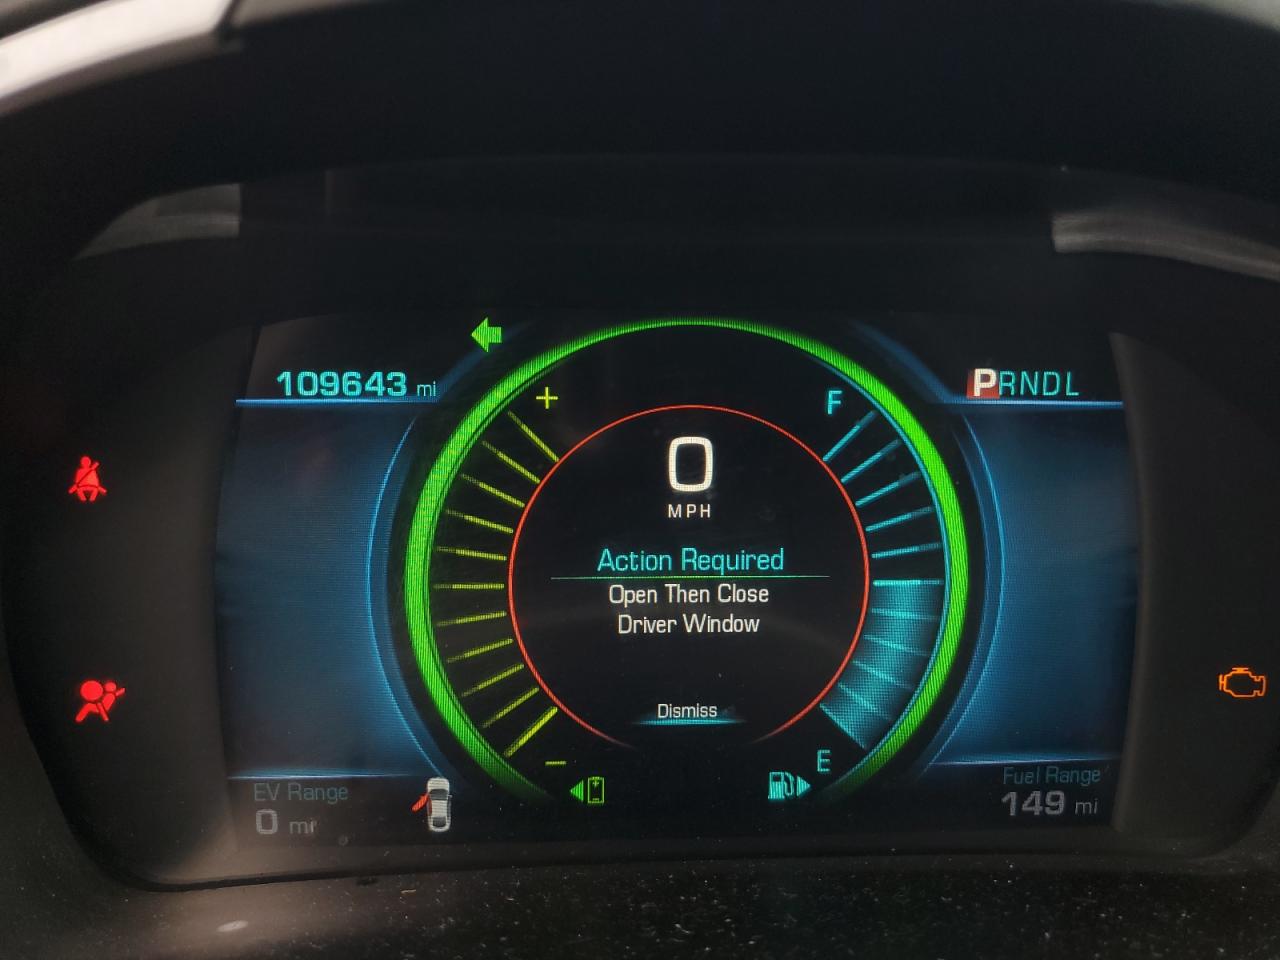 109643 mi
PRNDL
+
F
0
MPH
Action Required
Open Then Close
Driver Window
Dismiss
−
E
EV Range
0 mi
Fuel Range
149 mi